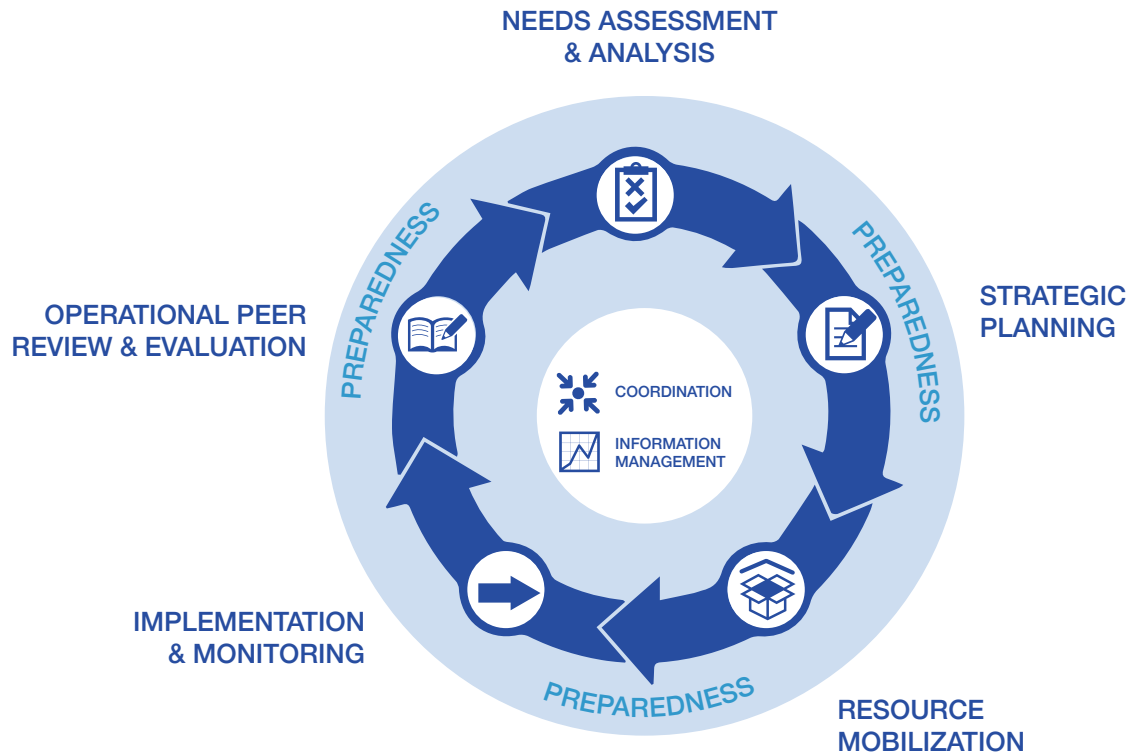 NEEDS ASSESSMENT
& ANALYSIS
PREPAREDNESS
PREPAREDNESS
STRATEGIC
PLANNING
OPERATIONAL PEER
REVIEW & EVALUATION
COORDINATION
INFORMATION
MANAGEMENT
IMPLEMENTATION
& MONITORING
PREPAREDNESS
RESOURCE
MOBILIZATION